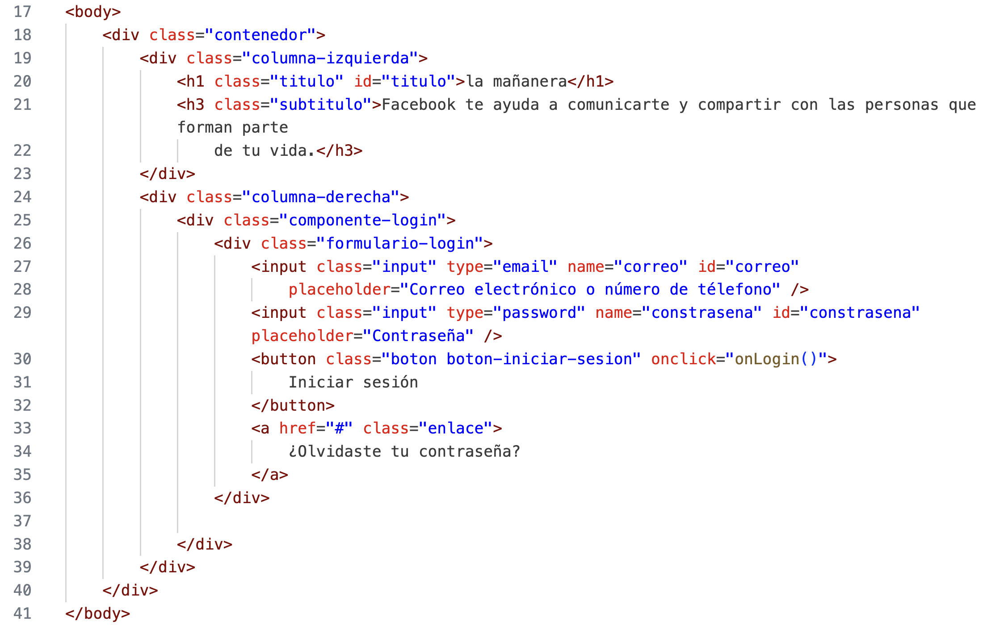 17 <body>
18 <div class="contenedor">
19 <div class="columna-izquierda">
20 <h1 class="titulo" id="titulo">la mañanera</h1>
21 <h3 class="subtitulo">Facebook te ayuda a comunicarte y compartir con las personas que
forman parte
22 de tu vida.</h3>
23 </div>
24 <div class="columna-derecha">
25 <div class="componente-login">
26 <div class="formulario-login">
27 <input class="input" type="email" name="correo" id="correo"
28 placeholder="Correo electrónico o número de télefono" />
29 <input class="input" type="password" name="constrasena" id="constrasena"
placeholder="Contraseña" />
30 <button class="boton boton-iniciar-sesion" onclick="onLogin()">
31 Iniciar sesión
32 </button>
33 <a href="#" class="enlace">
34 ¿Olvidaste tu contraseña?
35 </a>
36 </div>
37
38 </div>
39 </div>
40 </div>
41 </body>